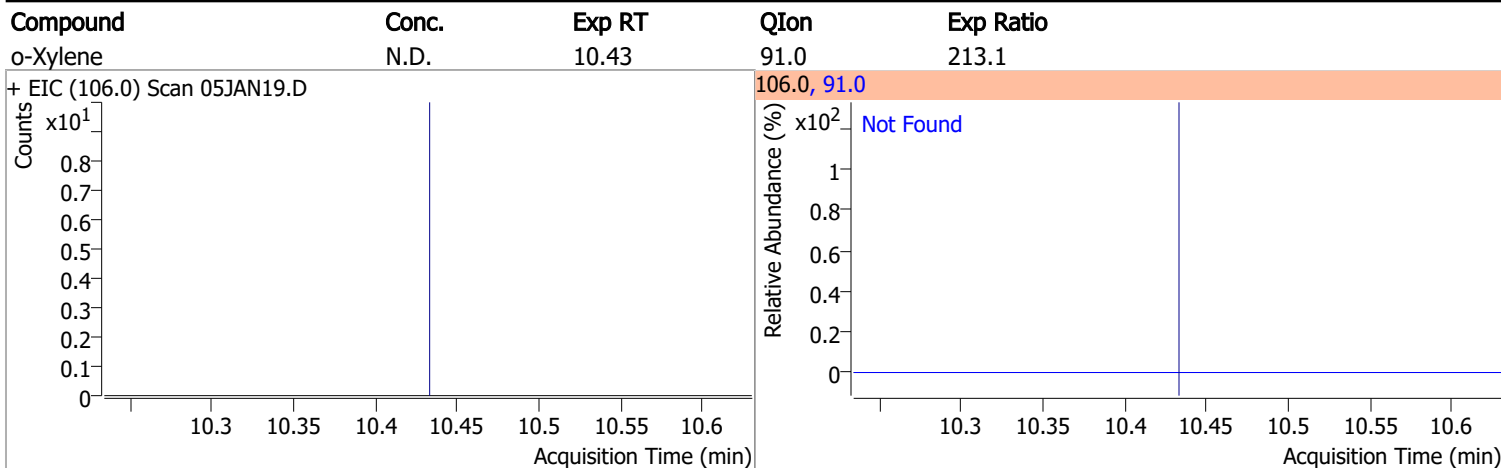 Compound Conc. Exp RT QIon Exp Ratio
o-Xylene N.D. 10.43 91.0 213.1
+ EIC (106.0) Scan 05JAN19.D
Counts
x10¹
0.8
0.7
0.6
0.5
0.4
0.3
0.2
0.1
0
10.3 10.35 10.4 10.45 10.5 10.55 10.6
Acquisition Time (min)
106.0, 91.0
Relative Abundance (%)
x10²
Not Found
1
0.8
0.6
0.4
0.2
0
10.3 10.35 10.4 10.45 10.5 10.55 10.6
Acquisition Time (min)